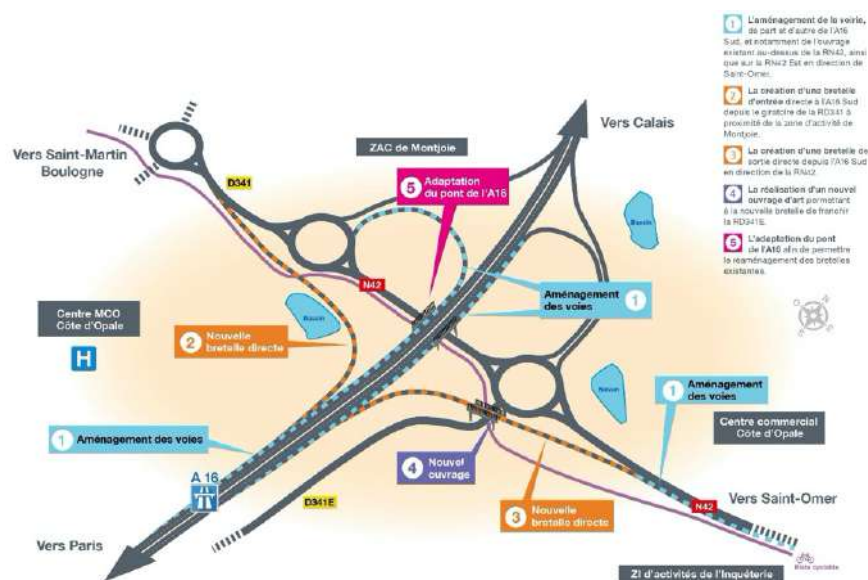 1 L'aménagement de la voirie,
de part et d'autre de l'A16
Sud, et notamment de l'ouvrage
existant au-dessus de la RN42, ainsi
que sur la RN42 Est en direction de
Saint-Omer.
2 La création d'une bretelle
d'entrée directe à l'A16 Sud
depuis le giratoire de la RD341 à
proximité de la zone d'activité de
Montjoie.
3 La création d'une bretelle de
sortie directe depuis l'A16 Sud
en direction de la RN42.
4 La réalisation d'un nouvel
ouvrage d'art permettant
à la nouvelle bretelle de franchir
la RD341E.
5 L'adaptation du pont
de l'A16 afin de permettre
le réaménagement des bretelles
existantes.
Vers Calais
Vers Saint-Martin
Boulogne
ZAC de Montjoie
D341
5 Adaptation
du pont de l'A16
Bassin
N42
Aménagement
des voies 1
Centre MCO
Côte d'Opale
H
Bassin
2 Nouvelle
bretelle directe
Bassin
1 Aménagement
des voies
1 Aménagement des voies
Centre commercial
Côte d'Opale
4 Nouvel
ouvrage
A 16
D341E
3 Nouvelle
bretelle directe
Vers Saint-Omer
N42
Vers Paris
Piste cyclable
ZI d'activités de l'Inquéterie